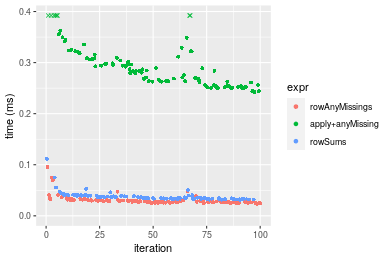 0.4
0.3
0.2
0.1
0.0
time (ms)
0
25
50
75
100
iteration
expr
rowAnyMissings
apply+anyMissing
rowSums